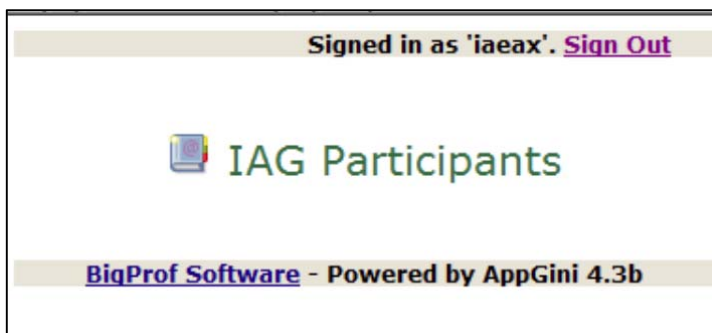 Signed in as 'iaeax'. Sign Out
IAG Participants
BigProf Software - Powered by AppGini 4.3b